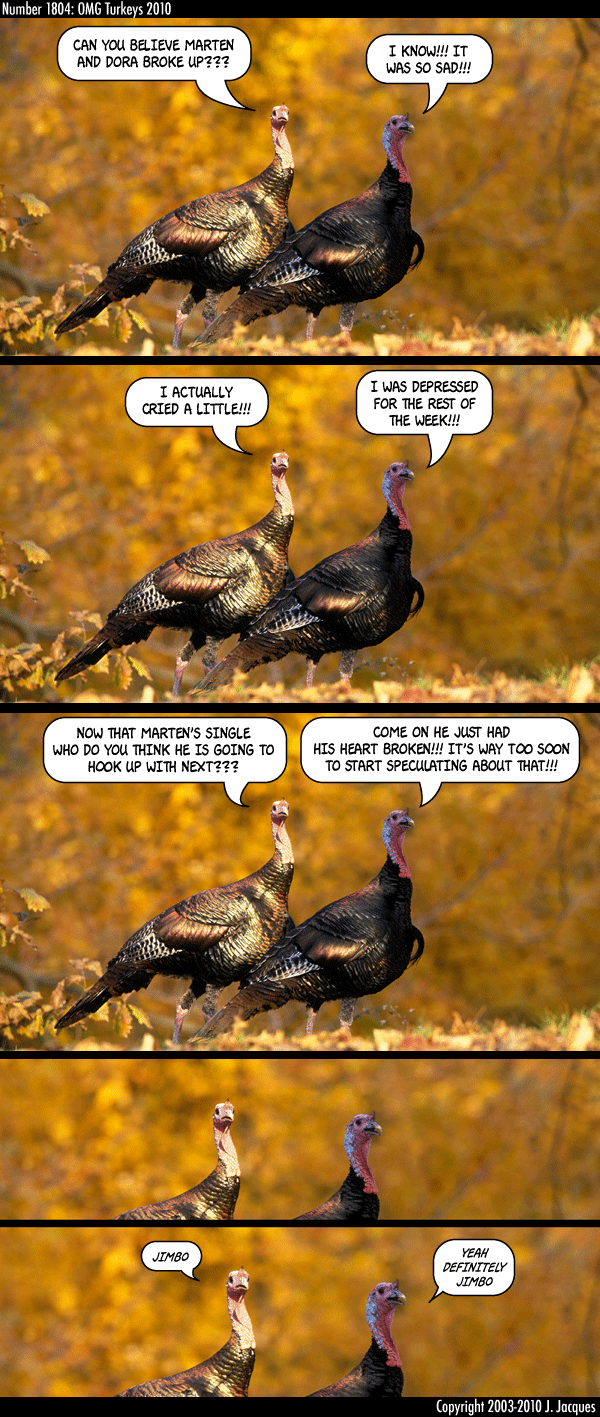 Number 1804: OMG Turkeys 2010
CAN YOU BELIEVE MARTEN
AND DORA BROKE UP???
I KNOW!!! IT
WAS SO SAD!!!
I ACTUALLY
CRIED A LITTLE!!!
I WAS DEPRESSED
FOR THE REST OF
THE WEEK!!!
NOW THAT MARTEN'S SINGLE
WHO DO YOU THINK HE IS GOING TO
HOOK UP WITH NEXT???
COME ON HE JUST HAD
HIS HEART BROKEN!!! IT'S WAY TOO SOON
TO START SPECULATING ABOUT THAT!!!
JIMBO
YEAH
DEFINITELY
JIMBO
Copyright 2003-2010 J. Jacques